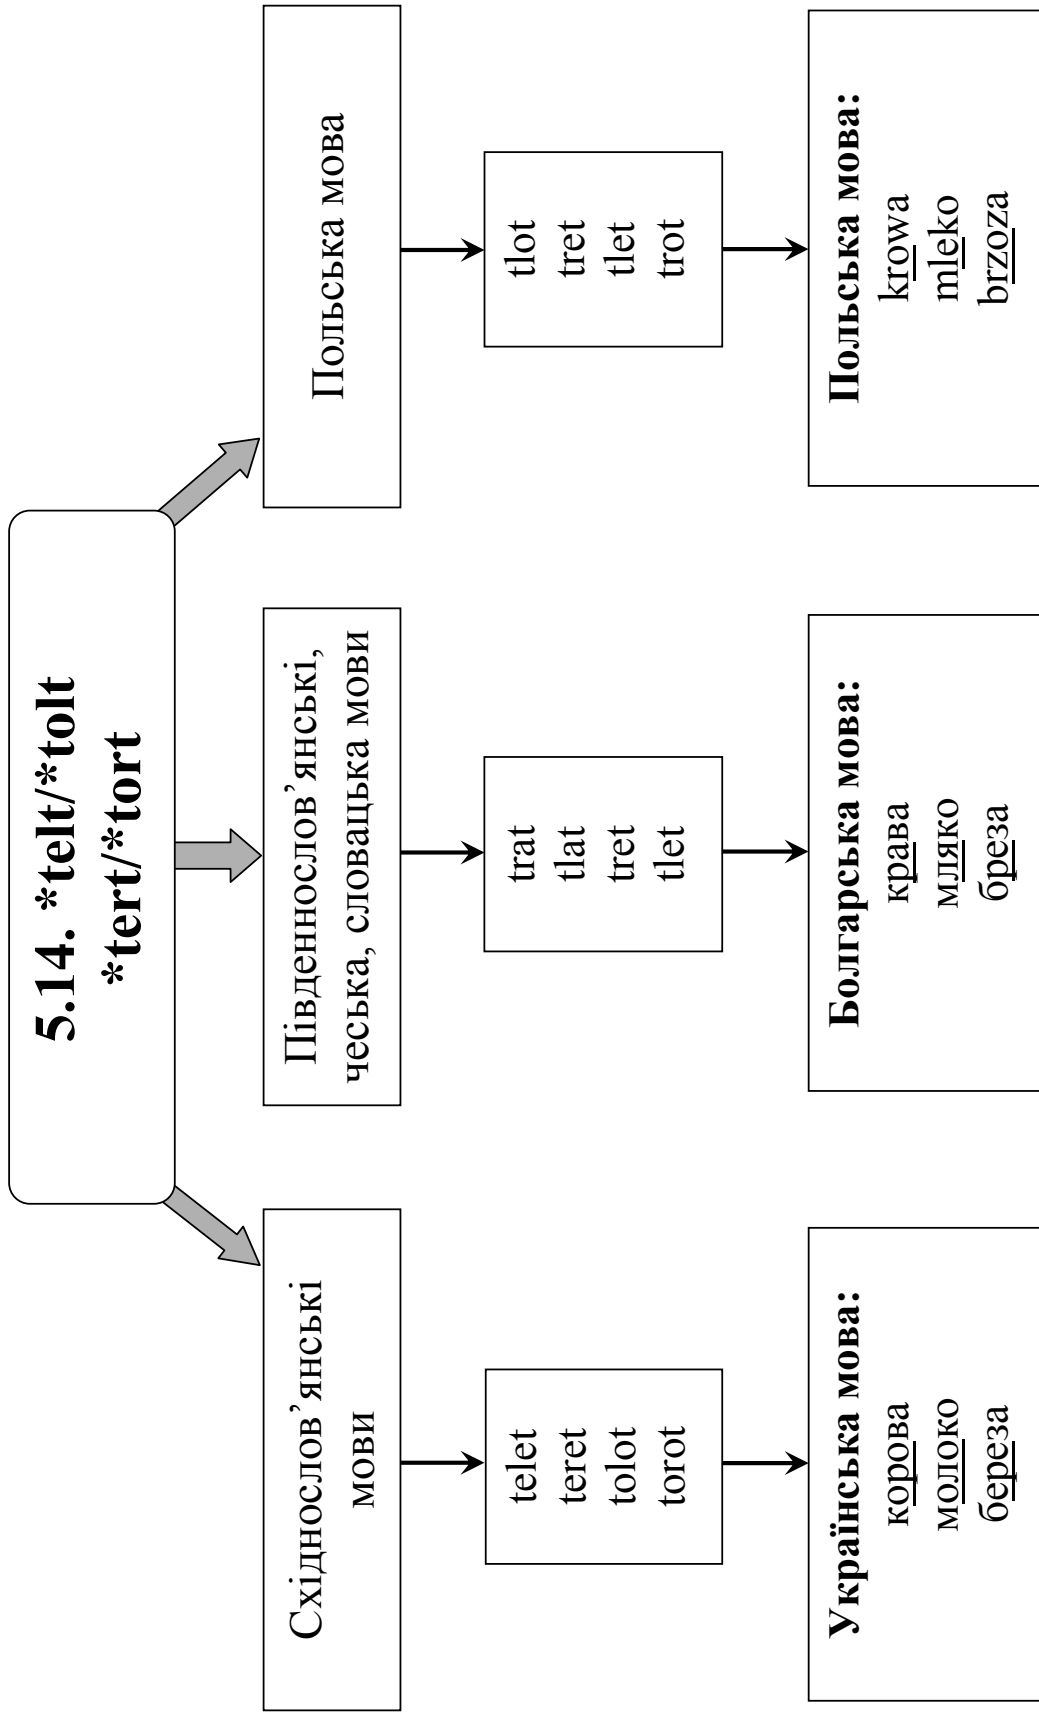 5.14. *telt/*tolt
*tert/*tort
Східнослов’янські
мови
telet
teret
tolot
torot
Українська мова:
корова
молоко
береза
Південнослов’янські,
чеська, словацька мови
trat
tlat
tret
tlet
Болгарська мова:
крава
мляко
бреза
Польська мова
tlot
tret
tlet
trot
Польська мова:
krowa
mleko
brzoza